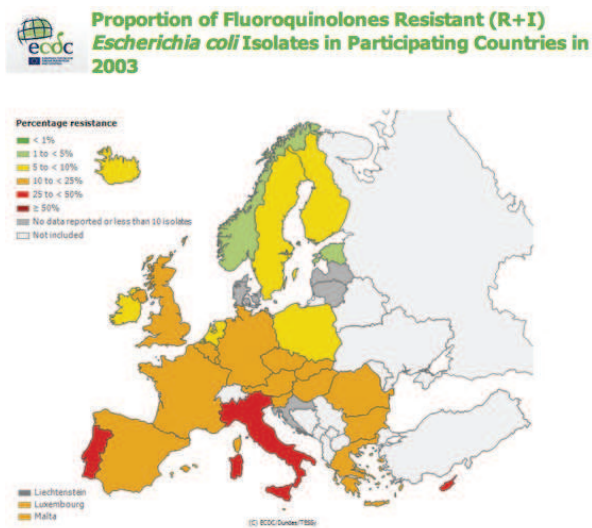 Proportion of Fluoroquinolones Resistant (R+I)
Escherichia coli Isolates in Participating Countries in
2003
ecdc
Percentage resistance
< 1%
1 to < 5%
5 to < 10%
10 to < 25%
25 to < 50%
≥ 50%
No data reported or less than 10 isolates
Not included
Liechtenstein
Luxembourg
Malta
(C) ECDC/Dundas/TESSy